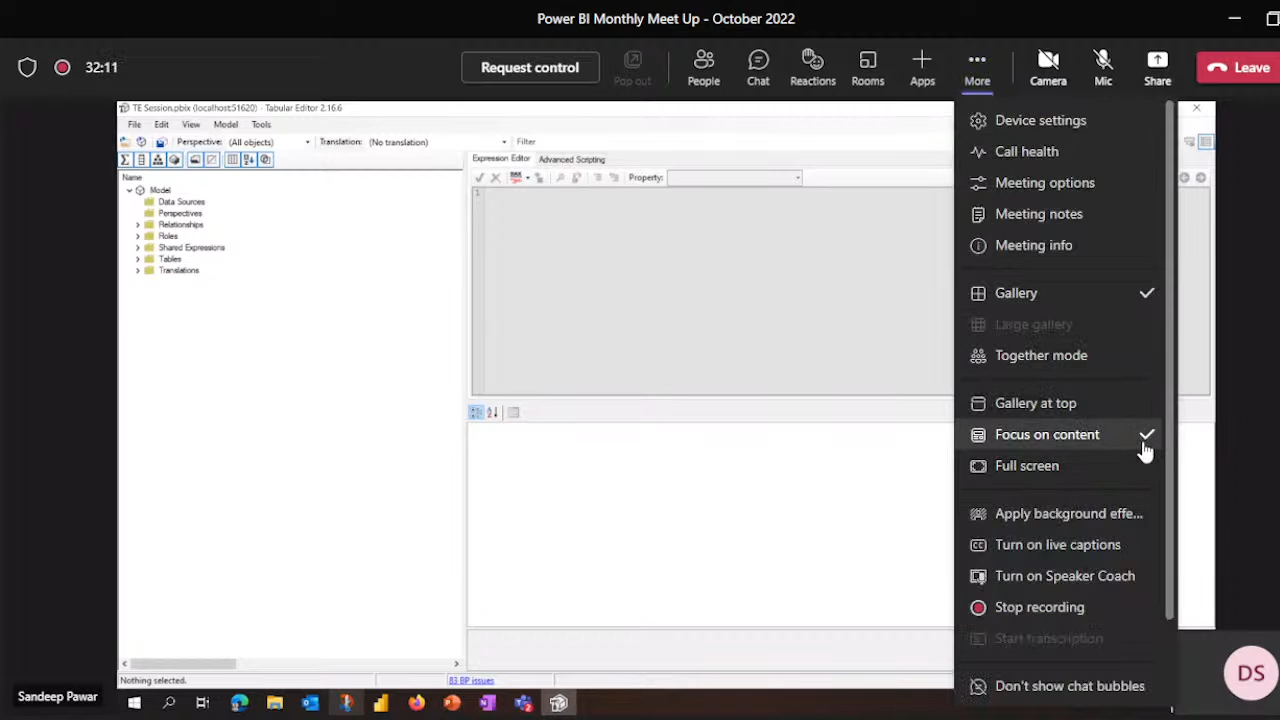 Power BI Monthly Meet Up - October 2022
32:11
Request control
Pop out
People
Chat
Reactions
Rooms
Apps
More
Camera
Mic
Share
Leave
TE Session.pbix (localhost:51620) - Tabular Editor 2.16.6
File Edit View Model Tools
Perspective: (All objects) Translation: (No translation) Filter
Name
Model
Data Sources
Perspectives
Relationships
Roles
Shared Expressions
Tables
Translations
Expression Editor Advanced Scripting
Property:
1
Device settings
Call health
Meeting options
Meeting notes
Meeting info
Gallery
Large gallery
Together mode
Gallery at top
Focus on content
Full screen
Apply background effe...
Turn on live captions
Turn on Speaker Coach
Stop recording
Start transcription
Don't show chat bubbles
Nothing selected.
83 BP issues
Sandeep Pawar
DS